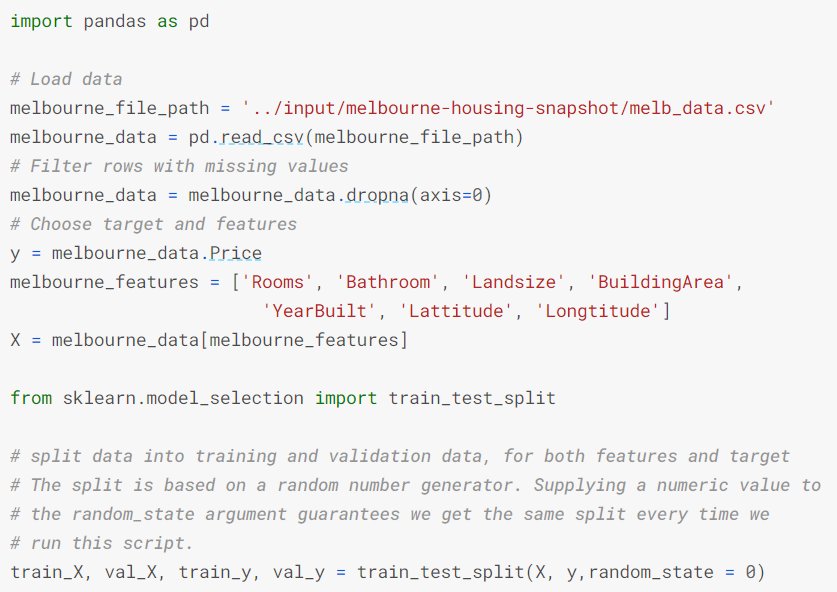 import pandas as pd
# Load data
melbourne_file_path = '../input/melbourne-housing-snapshot/melb_data.csv'
melbourne_data = pd.read_csv(melbourne_file_path)
# Filter rows with missing values
melbourne_data = melbourne_data.dropna(axis=0)
# Choose target and features
y = melbourne_data.Price
melbourne_features = ['Rooms', 'Bathroom', 'Landsize', 'BuildingArea',
                        'YearBuilt', 'Lattitude', 'Longtitude']
X = melbourne_data[melbourne_features]
from sklearn.model_selection import train_test_split
# split data into training and validation data, for both features and target
# The split is based on a random number generator. Supplying a numeric value to
# the random_state argument guarantees we get the same split every time we
# run this script.
train_X, val_X, train_y, val_y = train_test_split(X, y,random_state = 0)